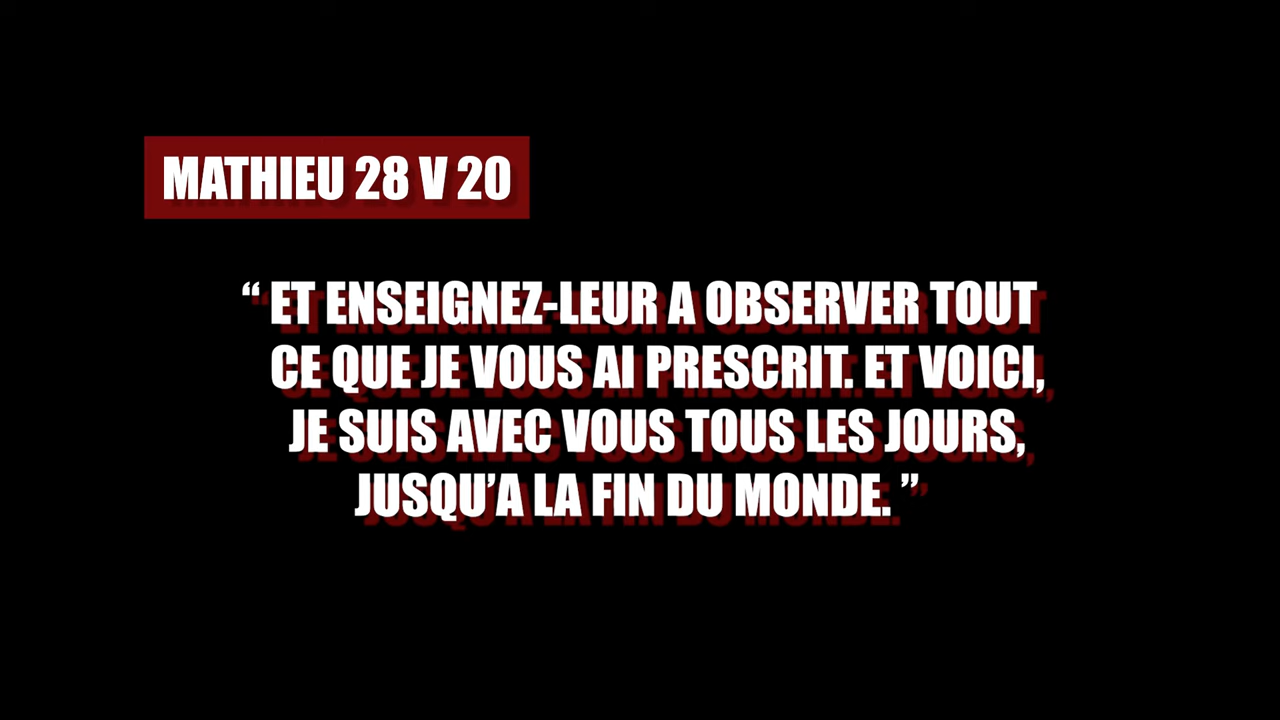 MATHIEU 28 V 20
“ ET ENSEIGNEZ-LEUR A OBSERVER TOUT
CE QUE JE VOUS AI PRESCRIT. ET VOICI,
JE SUIS AVEC VOUS TOUS LES JOURS,
JUSQU’A LA FIN DU MONDE. ”